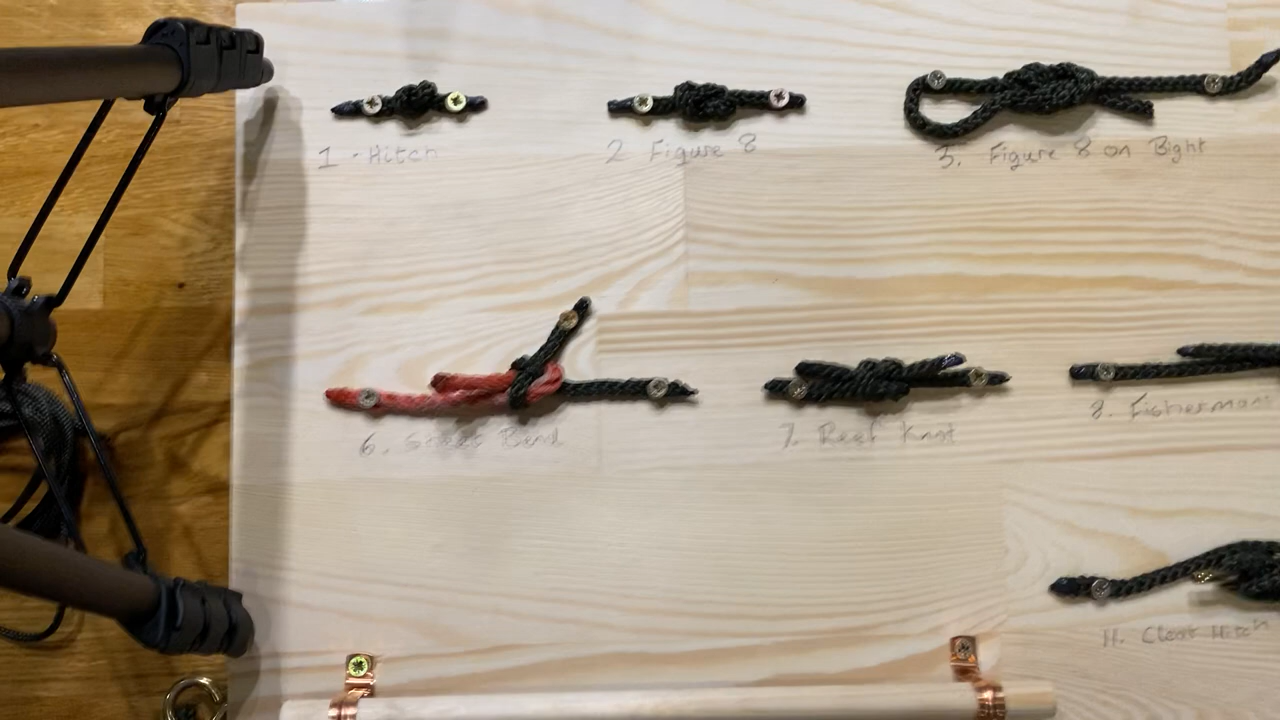 1 - Hitch
2 Figure 8
3. Figure 8 on Bight
6. Sheet Bend
7. Reef Knot
8. Fisherman
11. Cleat Hitch